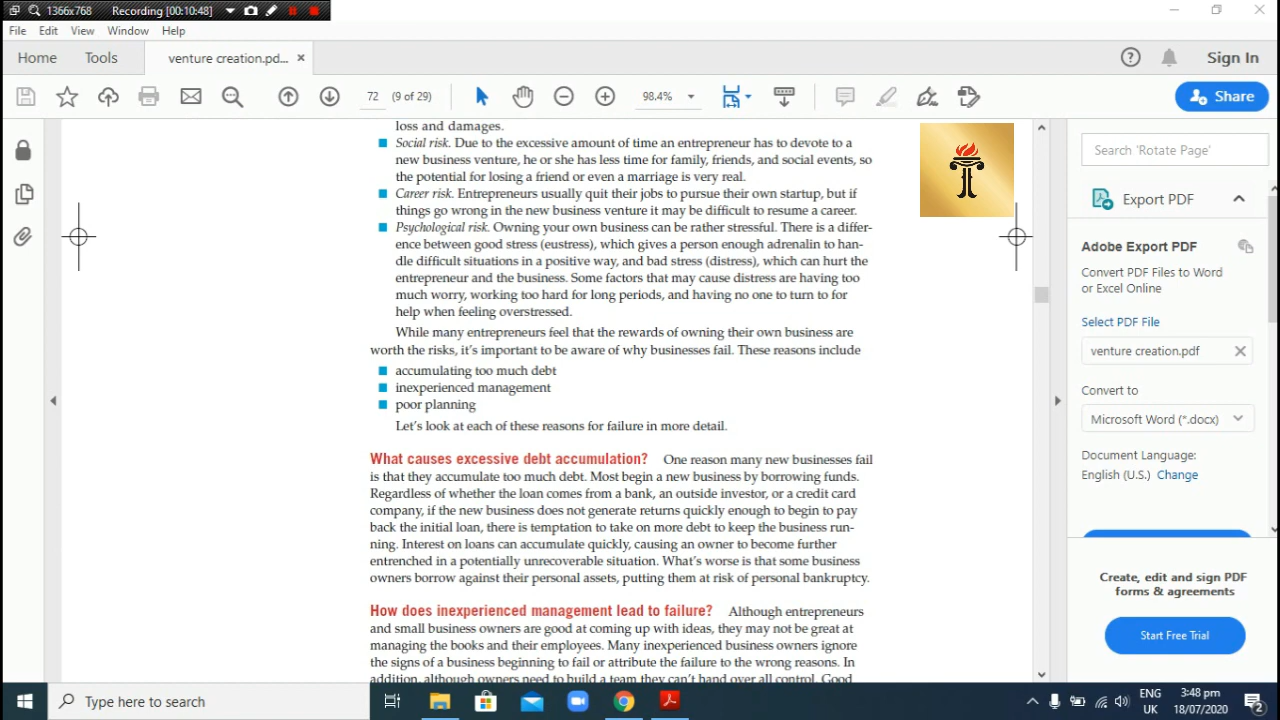 1366x768 Recording [00:10:48]
File Edit View Window Help
Home Tools venture creation.pd... ×
Sign In
72 (9 of 29) 98.4% Share
loss and damages.
Social risk. Due to the excessive amount of time an entrepreneur has to devote to a
new business venture, he or she has less time for family, friends, and social events, so
the potential for losing a friend or even a marriage is very real.
Career risk. Entrepreneurs usually quit their jobs to pursue their own startup, but if
things go wrong in the new business venture it may be difficult to resume a career.
Psychological risk. Owning your own business can be rather stressful. There is a differ-
ence between good stress (eustress), which gives a person enough adrenalin to han-
dle difficult situations in a positive way, and bad stress (distress), which can hurt the
entrepreneur and the business. Some factors that may cause distress are having too
much worry, working too hard for long periods, and having no one to turn to for
help when feeling overstressed.
While many entrepreneurs feel that the rewards of owning their own business are
worth the risks, it's important to be aware of why businesses fail. These reasons include
accumulating too much debt
inexperienced management
poor planning
Let's look at each of these reasons for failure in more detail.
What causes excessive debt accumulation? One reason many new businesses fail
is that they accumulate too much debt. Most begin a new business by borrowing funds.
Regardless of whether the loan comes from a bank, an outside investor, or a credit card
company, if the new business does not generate returns quickly enough to begin to pay
back the initial loan, there is temptation to take on more debt to keep the business run-
ning. Interest on loans can accumulate quickly, causing an owner to become further
entrenched in a potentially unrecoverable situation. What's worse is that some business
owners borrow against their personal assets, putting them at risk of personal bankruptcy.
How does inexperienced management lead to failure? Although entrepreneurs
and small business owners are good at coming up with ideas, they may not be great at
managing the books and their employees. Many inexperienced business owners ignore
the signs of a business beginning to fail or attribute the failure to the wrong reasons. In
addition, although owners need to build a team they can't hand over all control. Good
Search 'Rotate Page'
Export PDF
Adobe Export PDF
Convert PDF Files to Word
or Excel Online
Select PDF File
venture creation.pdf
Convert to
Microsoft Word (*.docx)
Document Language:
English (U.S.) Change
Create, edit and sign PDF
forms & agreements
Start Free Trial
Type here to search
ENG
UK
3:48 pm
18/07/2020
2